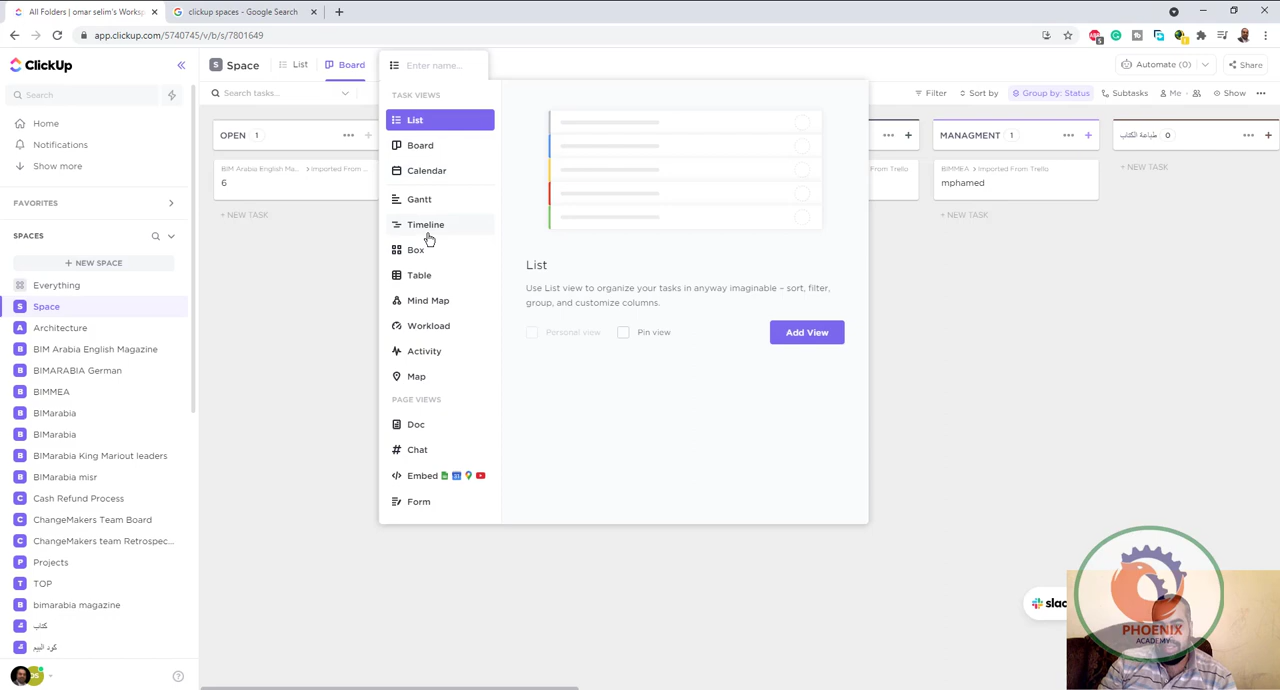 All Folders | omar selim's Worksp
clickup spaces - Google Search
app.clickup.com/5740745/v/b/s/7801649
ClickUp
Search
Home
Notifications
Show more
FAVORITES
SPACES
+ NEW SPACE
Everything
S Space
A Architecture
B BIM Arabia English Magazine
B BIMARABIA German
B BIMMEA
B BIMarabia
B BIMarabia
B BIMarabia King Mariout leaders
B BIMarabia misr
C Cash Refund Process
C ChangeMakers Team Board
C ChangeMakers team Retrospec...
P Projects
T TOP
B bimarabia magazine
كتاب
كود البيم
S Space
List
Board
Enter name...
Automate (0)
Share
Search tasks...
Filter
Sort by
Group by: Status
Subtasks
Me
Show
OPEN 1
BIM Arabia English Ma... > Imported From ...
6
+ NEW TASK
TASK VIEWS
List
Board
Calendar
Gantt
Timeline
Box
Table
Mind Map
Workload
Activity
Map
PAGE VIEWS
Doc
Chat
Embed
Form
List
Use List view to organize your tasks in anyway imaginable – sort, filter,
group, and customize columns.
Personal view
Pin view
Add View
Trello
MANAGMENT 1
BIMMEA > Imported From Trello
mphamed
+ NEW TASK
طباعة الكتاب 0
+ NEW TASK
slac
PHOENIX
ACADEMY